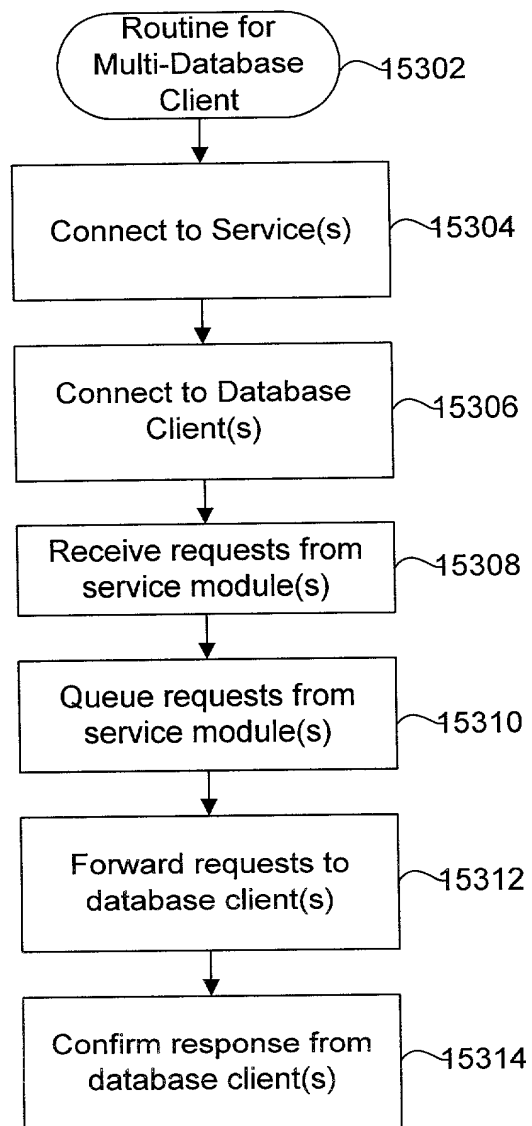 Routine for
Multi-Database
Client
15302
Connect to Service(s)
15304
Connect to Database
Client(s)
15306
Receive requests from
service module(s)
15308
Queue requests from
service module(s)
15310
Forward requests to
database client(s)
15312
Confirm response from
database client(s)
15314